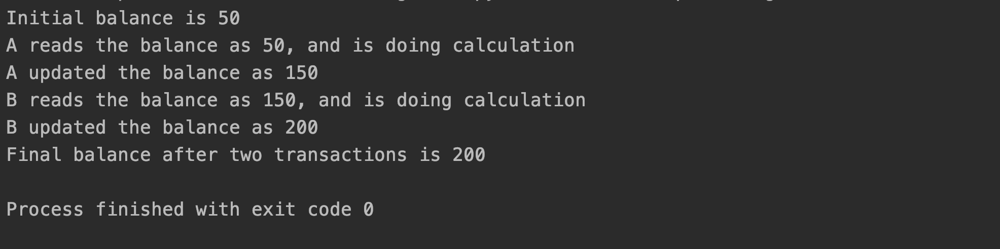 Initial balance is 50
A reads the balance as 50, and is doing calculation
A updated the balance as 150
B reads the balance as 150, and is doing calculation
B updated the balance as 200
Final balance after two transactions is 200
Process finished with exit code 0